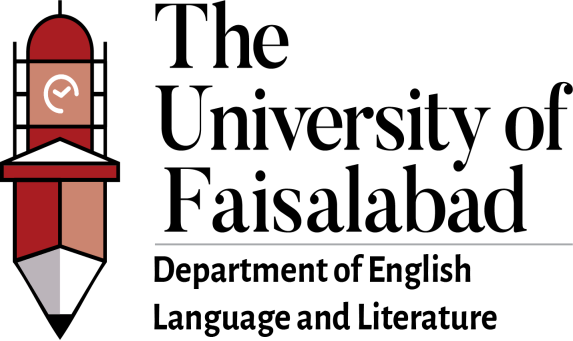 The
University of
Faisalabad
Department of English
Language and Literature